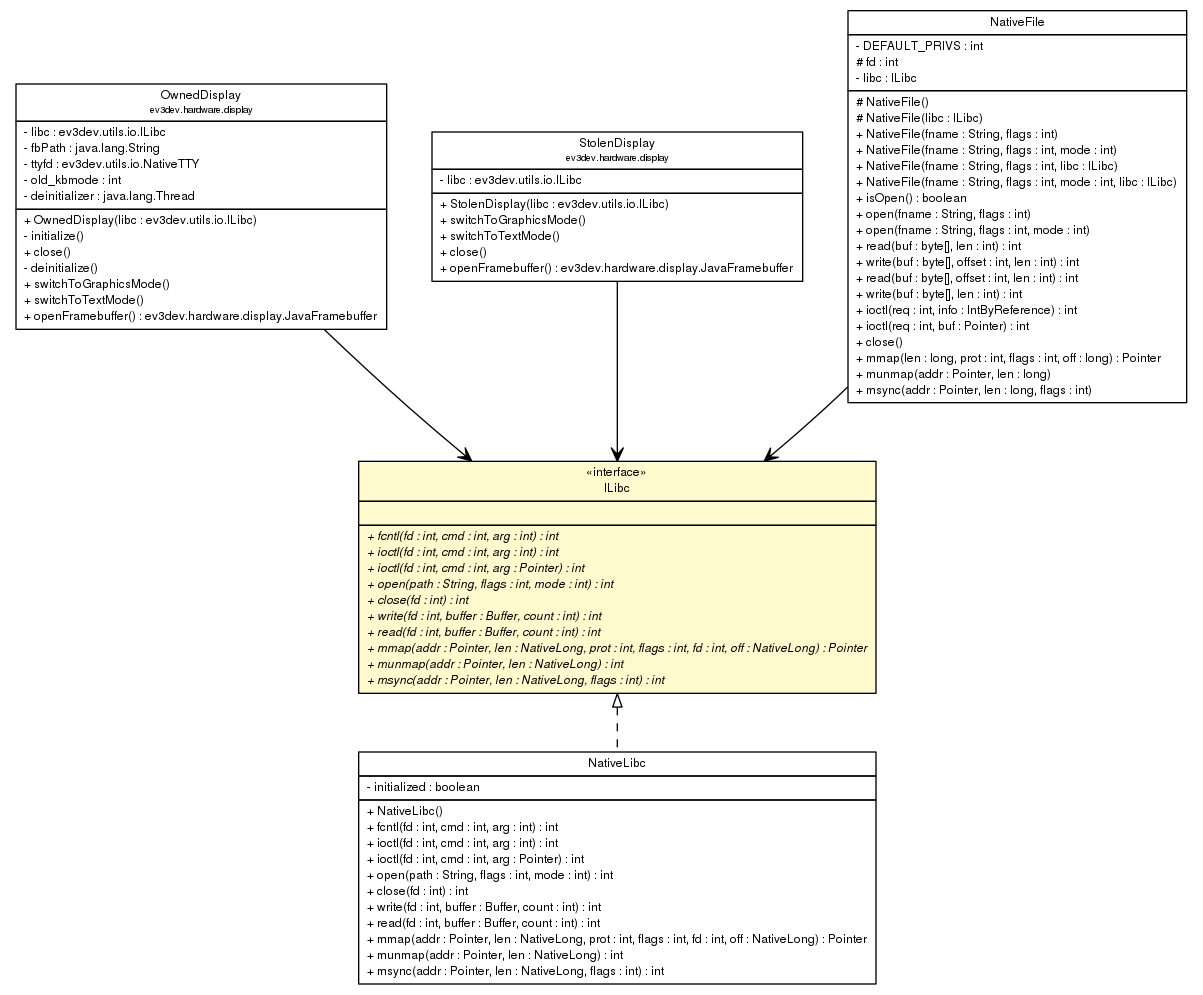 OwnedDisplay
ev3dev.hardware.display
- libc : ev3dev.utils.io.ILibc
- fbPath : java.lang.String
- ttyfd : ev3dev.utils.io.NativeTTY
- old_kbmode : int
- deinitializer : java.lang.Thread
+ OwnedDisplay(libc : ev3dev.utils.io.ILibc)
- initialize()
+ close()
- deinitialize()
+ switchToGraphicsMode()
+ switchToTextMode()
+ openFramebuffer() : ev3dev.hardware.display.JavaFramebuffer
StolenDisplay
ev3dev.hardware.display
- libc : ev3dev.utils.io.ILibc
+ StolenDisplay(libc : ev3dev.utils.io.ILibc)
+ switchToGraphicsMode()
+ switchToTextMode()
+ close()
+ openFramebuffer() : ev3dev.hardware.display.JavaFramebuffer
NativeFile
- DEFAULT_PRIVS : int
# fd : int
- libc : ILibc
# NativeFile()
# NativeFile(libc : ILibc)
+ NativeFile(fname : String, flags : int)
+ NativeFile(fname : String, flags : int, mode : int)
+ NativeFile(fname : String, flags : int, libc : ILibc)
+ NativeFile(fname : String, flags : int, mode : int, libc : ILibc)
+ isOpen() : boolean
+ open(fname : String, flags : int)
+ open(fname : String, flags : int, mode : int)
+ read(buf : byte[], len : int) : int
+ write(buf : byte[], offset : int, len : int) : int
+ read(buf : byte[], offset : int, len : int) : int
+ write(buf : byte[], len : int) : int
+ ioctl(req : int, info : IntByReference) : int
+ ioctl(req : int, buf : Pointer) : int
+ close()
+ mmap(len : long, prot : int, flags : int, off : long) : Pointer
+ munmap(addr : Pointer, len : long)
+ msync(addr : Pointer, len : long, flags : int)
«interface»
ILibc
+ fcntl(fd : int, cmd : int, arg : int) : int
+ ioctl(fd : int, cmd : int, arg : int) : int
+ ioctl(fd : int, cmd : int, arg : Pointer) : int
+ open(path : String, flags : int, mode : int) : int
+ close(fd : int) : int
+ write(fd : int, buffer : Buffer, count : int) : int
+ read(fd : int, buffer : Buffer, count : int) : int
+ mmap(addr : Pointer, len : NativeLong, prot : int, flags : int, fd : int, off : NativeLong) : Pointer
+ munmap(addr : Pointer, len : NativeLong) : int
+ msync(addr : Pointer, len : NativeLong, flags : int) : int
NativeLibc
- initialized : boolean
+ NativeLibc()
+ fcntl(fd : int, cmd : int, arg : int) : int
+ ioctl(fd : int, cmd : int, arg : int) : int
+ ioctl(fd : int, cmd : int, arg : Pointer) : int
+ open(path : String, flags : int, mode : int) : int
+ close(fd : int) : int
+ write(fd : int, buffer : Buffer, count : int) : int
+ read(fd : int, buffer : Buffer, count : int) : int
+ mmap(addr : Pointer, len : NativeLong, prot : int, flags : int, fd : int, off : NativeLong) : Pointer
+ munmap(addr : Pointer, len : NativeLong) : int
+ msync(addr : Pointer, len : NativeLong, flags : int) : int